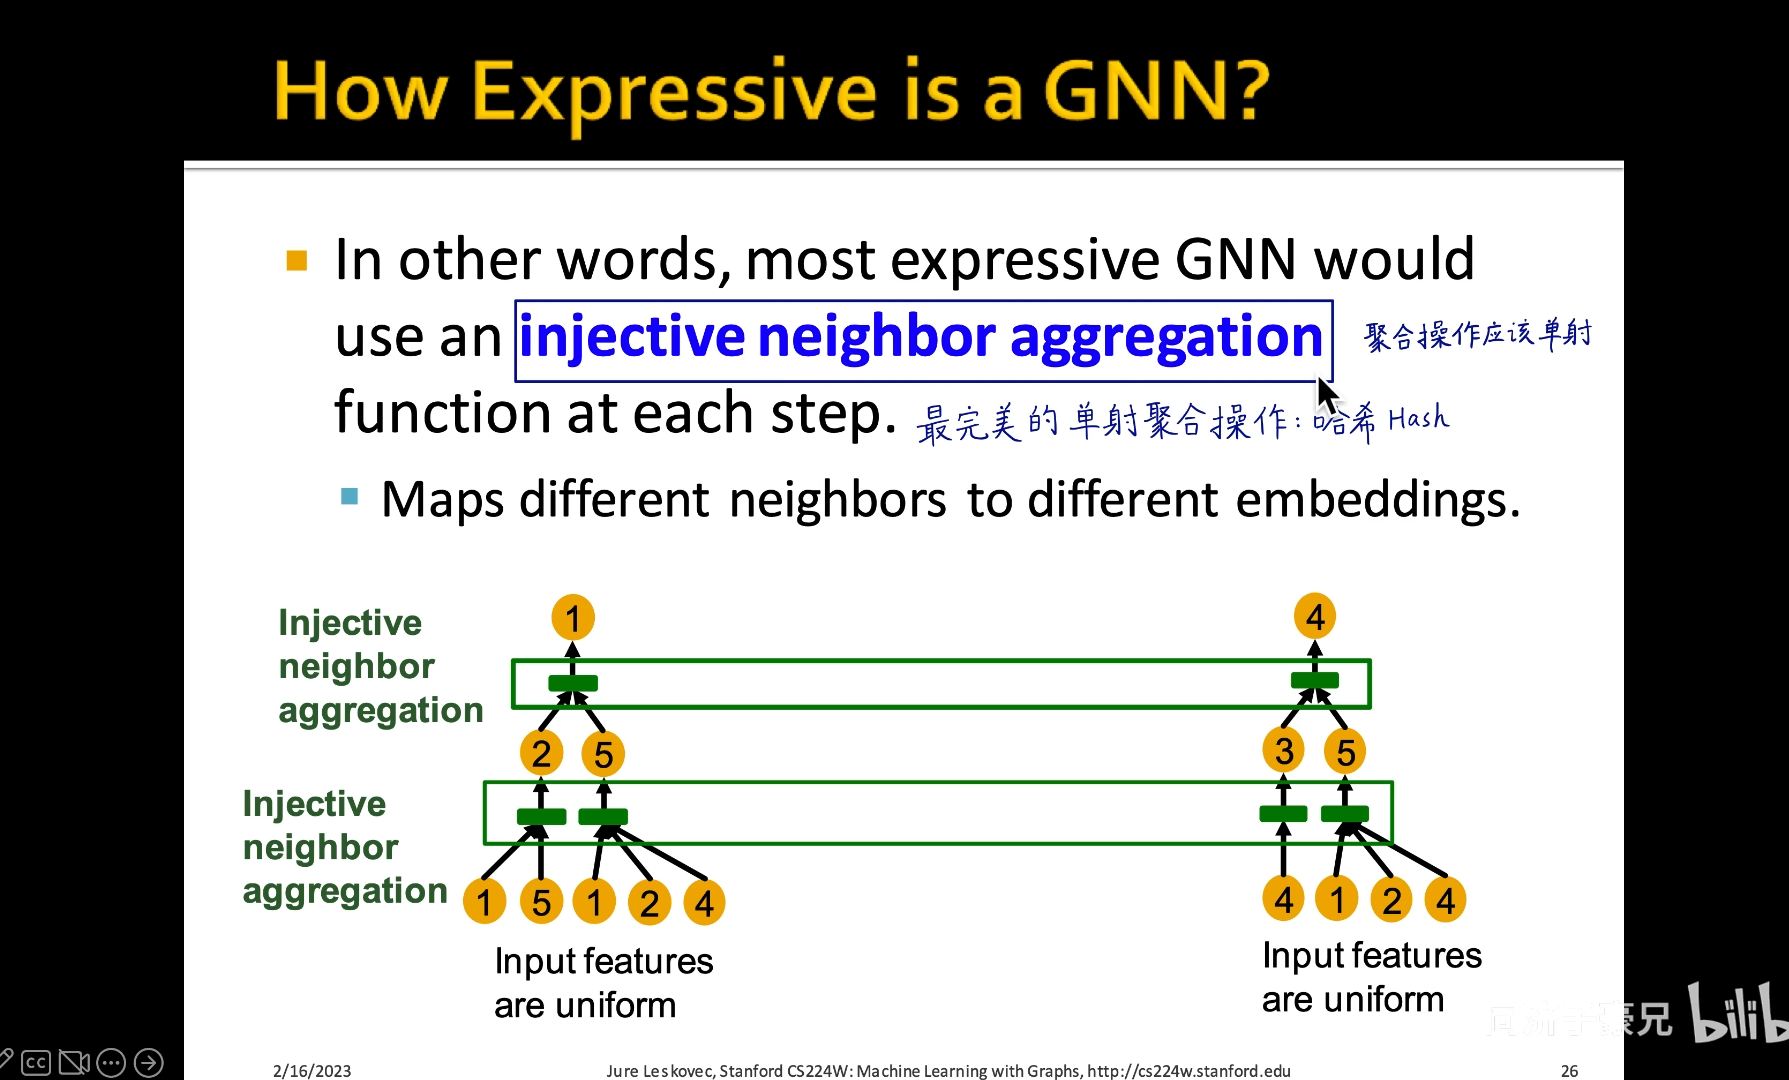 How Expressive is a GNN?
In other words, most expressive GNN would
use an injective neighbor aggregation 聚合操作应该单射
function at each step. 最完美的单射聚合操作：哈希 Hash
Maps different neighbors to different embeddings.
Injective
neighbor
aggregation
1
4
2 5
3 5
Injective
neighbor
aggregation
1 5 1 2 4
4 1 2 4
Input features
are uniform
Input features
are uniform
CC
2/16/2023
Jure Leskovec, Stanford CS224W: Machine Learning with Graphs, http://cs224w.stanford.edu
26